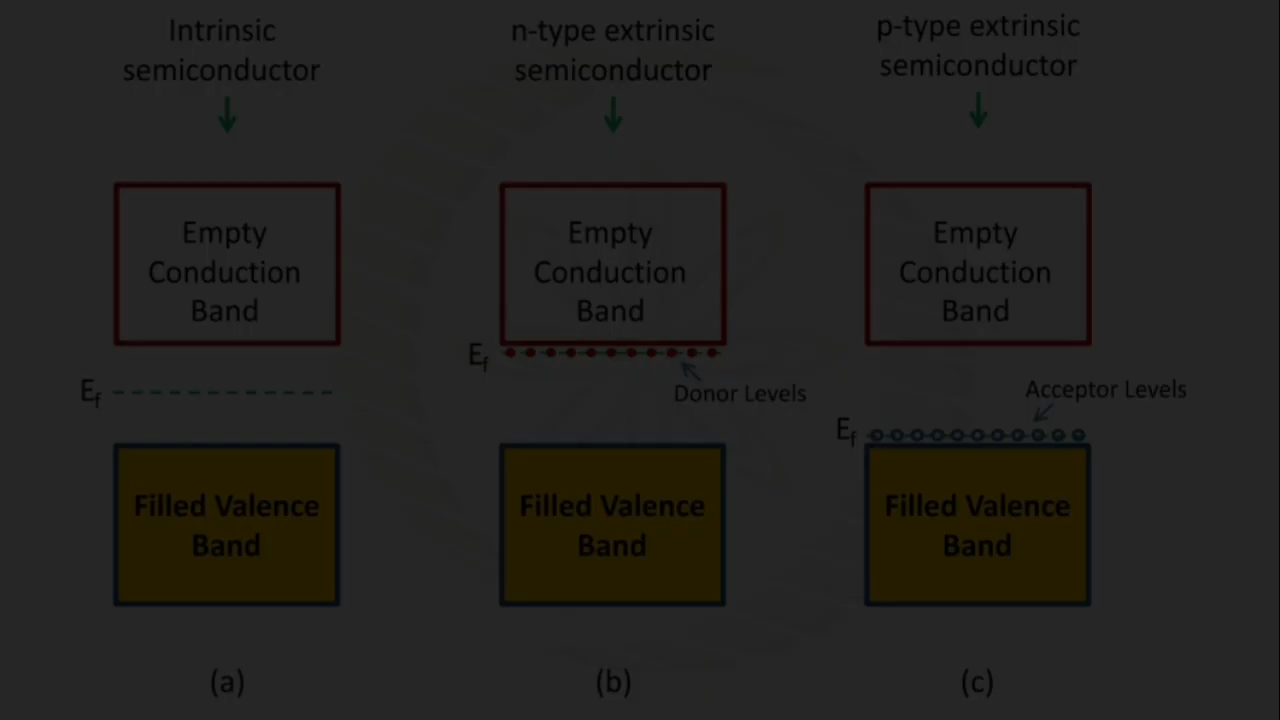 Intrinsic
semiconductor
n-type extrinsic
semiconductor
p-type extrinsic
semiconductor
Empty
Conduction
Band
Empty
Conduction
Band
Empty
Conduction
Band
Ef
Ef
Donor Levels
Acceptor Levels
Ef
Filled Valence
Band
Filled Valence
Band
Filled Valence
Band
(a)
(b)
(c)